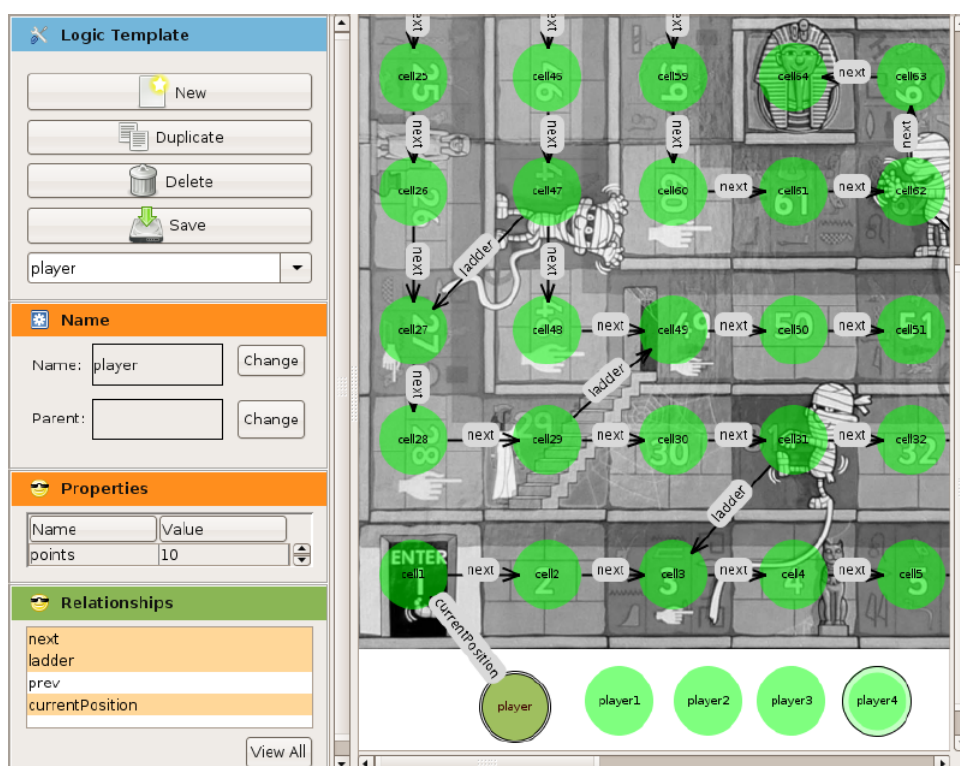 Logic Template
New
Duplicate
Delete
Save
player
Name
Name: player Change
Parent: Change
Properties
Name Value
points 10
Relationships
next
ladder
prev
currentPosition
View All
next next next
cell25 cell46 cell59 cell64 next cell63
next next next next
cell26 cell47 cell60 next cell61 next cell62
ladder
next next
cell27 cell48 next cell49 next cell50 next cell51
next ladder
cell28 next cell29 next cell30 next cell31 next cell32
ladder
ENTER
cell1 next cell2 next cell3 next cell4 next cell5
currentPosition
player player1 player2 player3 player4